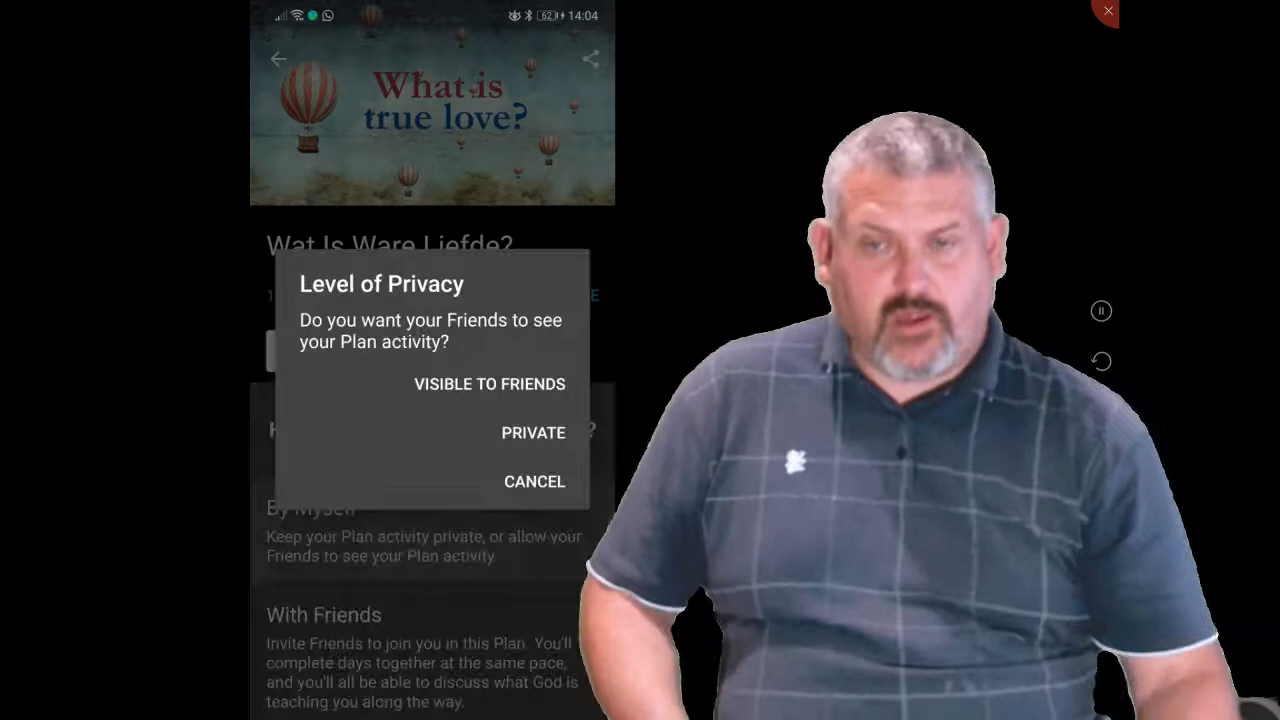 62 14:04
What is
true love?
Wat Is Ware Liefde?
Level of Privacy
Do you want your Friends to see
your Plan activity?
VISIBLE TO FRIENDS
PRIVATE
CANCEL
By Myself
Keep your Plan activity private, or allow your
Friends to see your Plan activity.
With Friends
Invite Friends to join you in this Plan. You'll
complete days together at the same pace,
and you'll all be able to discuss what God is
teaching you along the way.